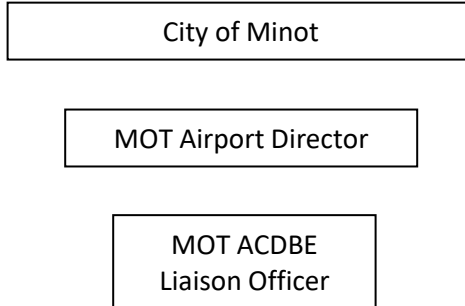 City of Minot
MOT Airport Director
MOT ACDBE
Liaison Officer